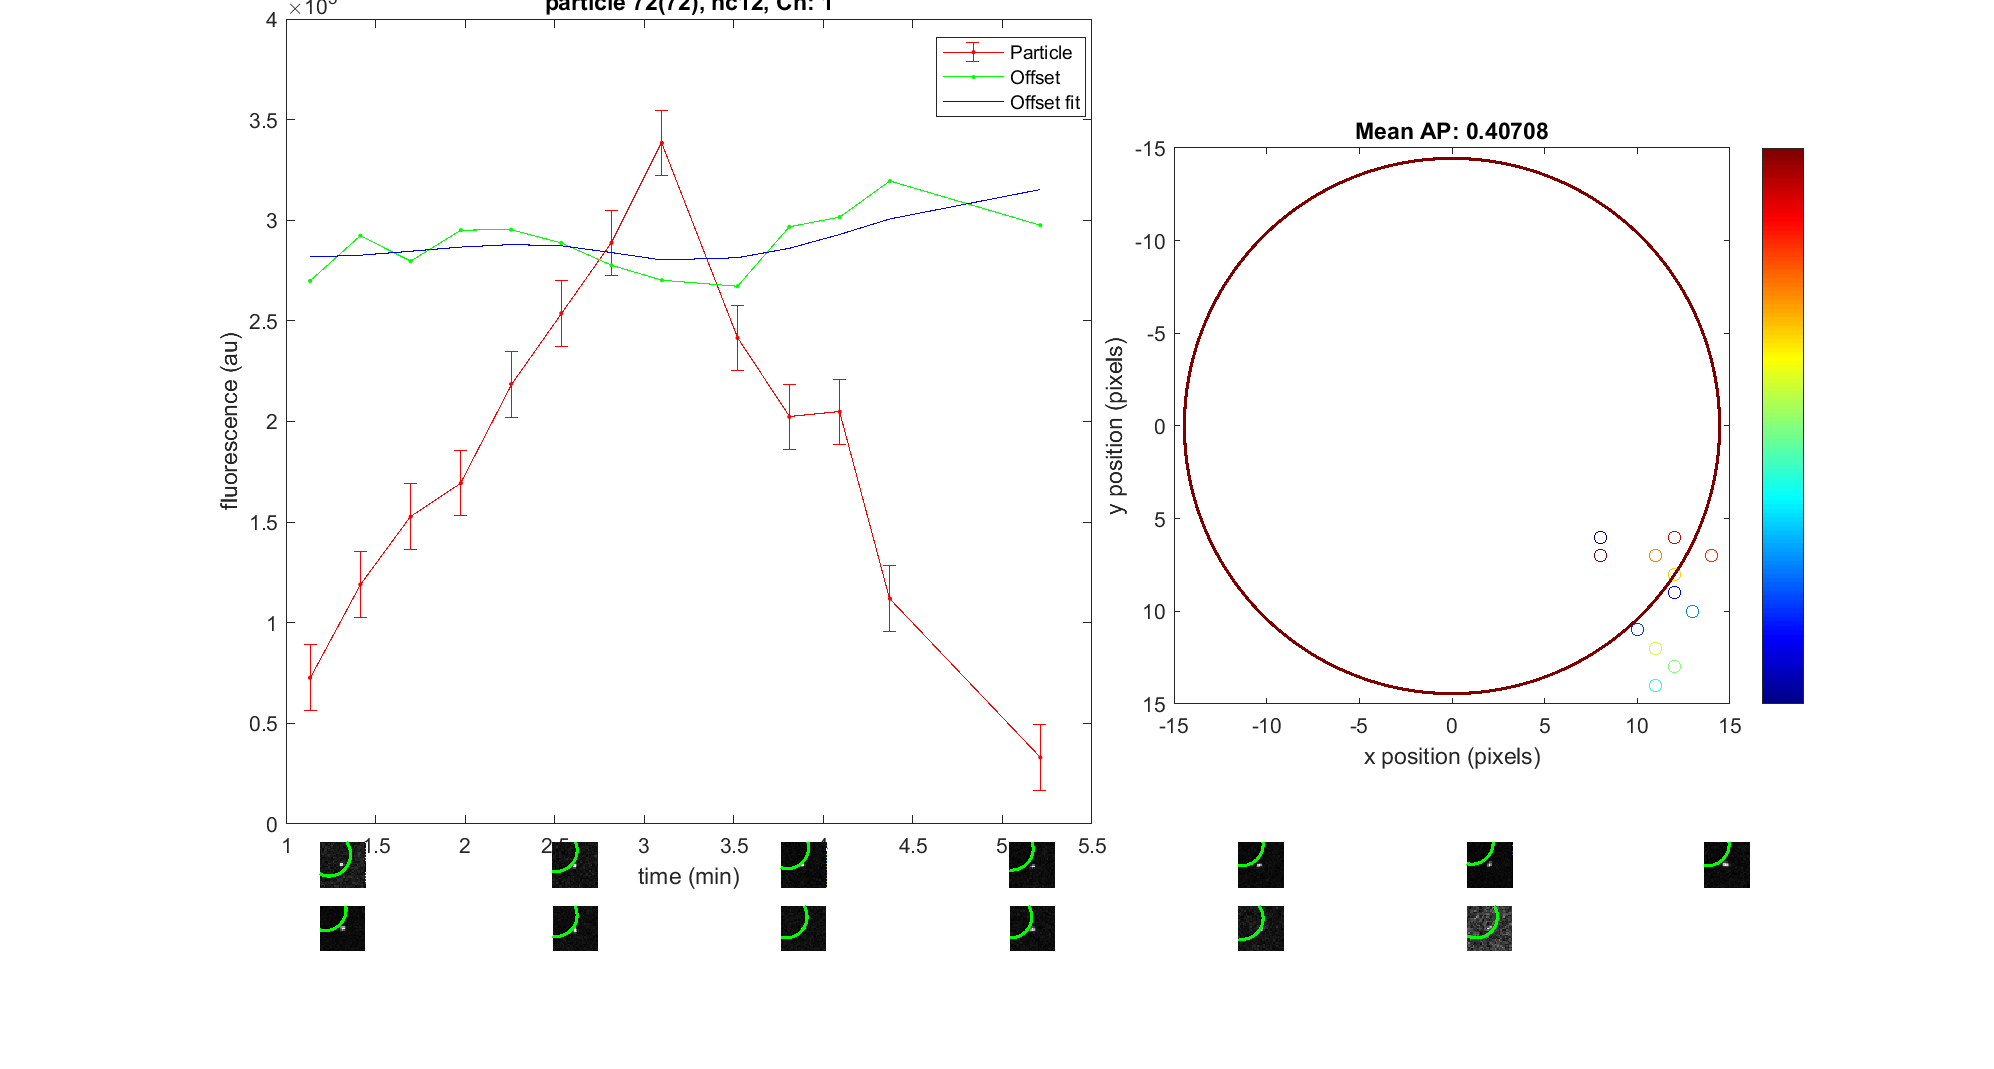 particle 72(72), nc12, Ch: 1
4
3.5
3
2.5
2
1.5
1
0.5
0
fluorescence (au)
1 1.5 2 2.5 3 3.5 4 4.5 5 5.5
time (min)
Particle
Offset
Offset fit
Mean AP: 0.40708
-15
-10
-5
0
5
10
15
y position (pixels)
-15 -10 -5 0 5 10 15
x position (pixels)